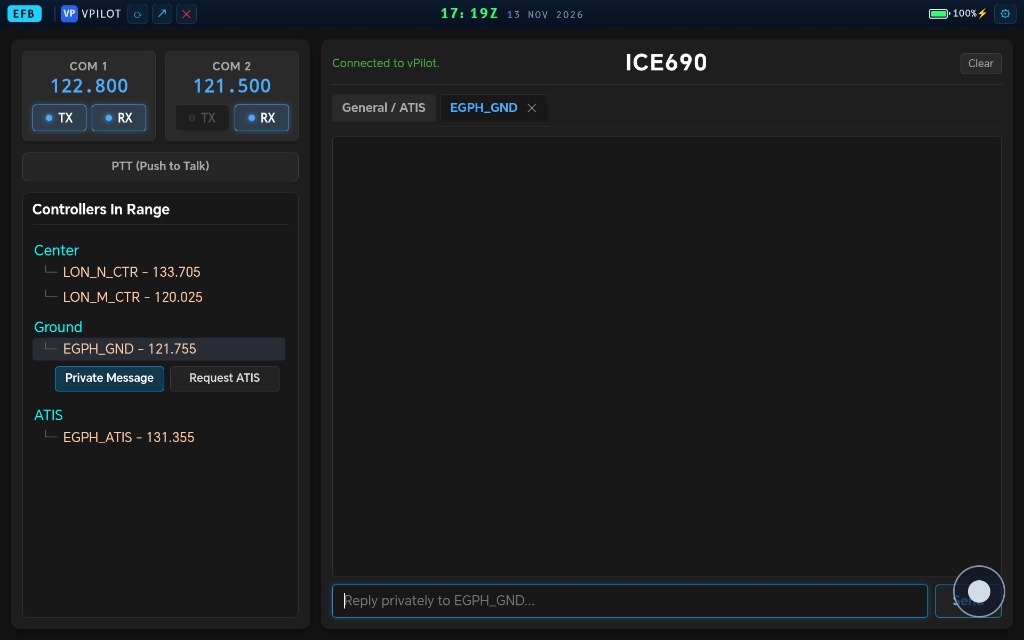 EFB VP VPILOT 17:19Z 13 NOV 2026 100%
COM 1
122.800
TX RX
COM 2
121.500
TX RX
PTT (Push to Talk)
Controllers In Range
Center
LON_N_CTR - 133.705
LON_M_CTR - 120.025
Ground
EGPH_GND - 121.755
Private Message Request ATIS
ATIS
EGPH_ATIS - 131.355
Connected to vPilot. ICE690 Clear
General / ATIS EGPH_GND
Reply privately to EGPH_GND...